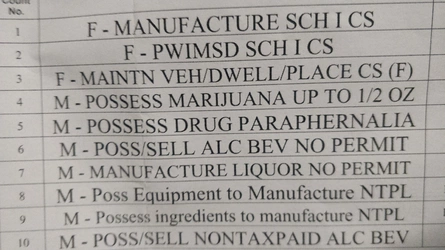 Count
No.
1 F - MANUFACTURE SCH I CS
2 F - PWIMSD SCH I CS
3 F - MAINTN VEH/DWELL/PLACE CS (F)
4 M - POSSESS MARIJUANA UP TO 1/2 OZ
5 M - POSSESS DRUG PARAPHERNALIA
6 M - POSS/SELL ALC BEV NO PERMIT
7 M - MANUFACTURE LIQUOR NO PERMIT
8 M - Poss Equipment to Manufacture NTPL
9 M - Possess ingredients to manufacture NTPL
10 M - POSS/SELL NONTAXPAID ALC BEV